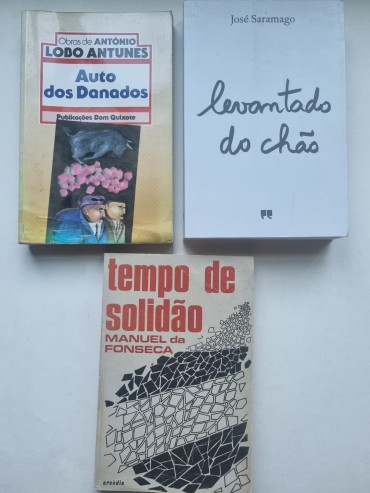 Obras de ANTÓNIO
LOBO ANTUNES
Auto
dos Danados
Publicações Dom Quixote
José Saramago
levantado
do chão
tempo de
solidão
MANUEL da
FONSECA
arcádia